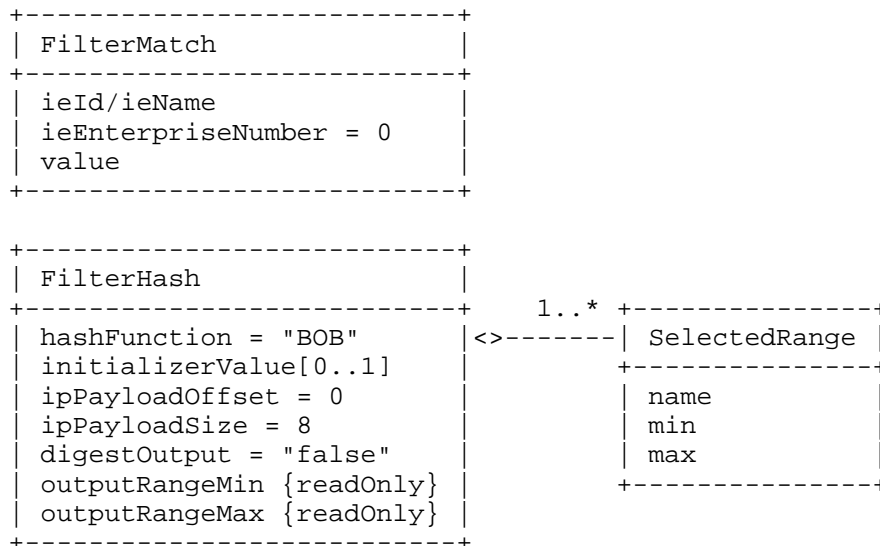 +---------------------------+
| FilterMatch               |
+---------------------------+
| ieId/ieName               |
| ieEnterpriseNumber = 0    |
| value                     |
+---------------------------+

+---------------------------+
| FilterHash                |
+---------------------------+    1..* +---------------+
| hashFunction = "BOB"      |<>-------| SelectedRange |
| initializerValue[0..1]    |         +---------------+
| ipPayloadOffset = 0       |         | name          |
| ipPayloadSize = 8         |         | min           |
| digestOutput = "false"    |         | max           |
| outputRangeMin {readOnly} |         +---------------+
| outputRangeMax {readOnly} |
+---------------------------+